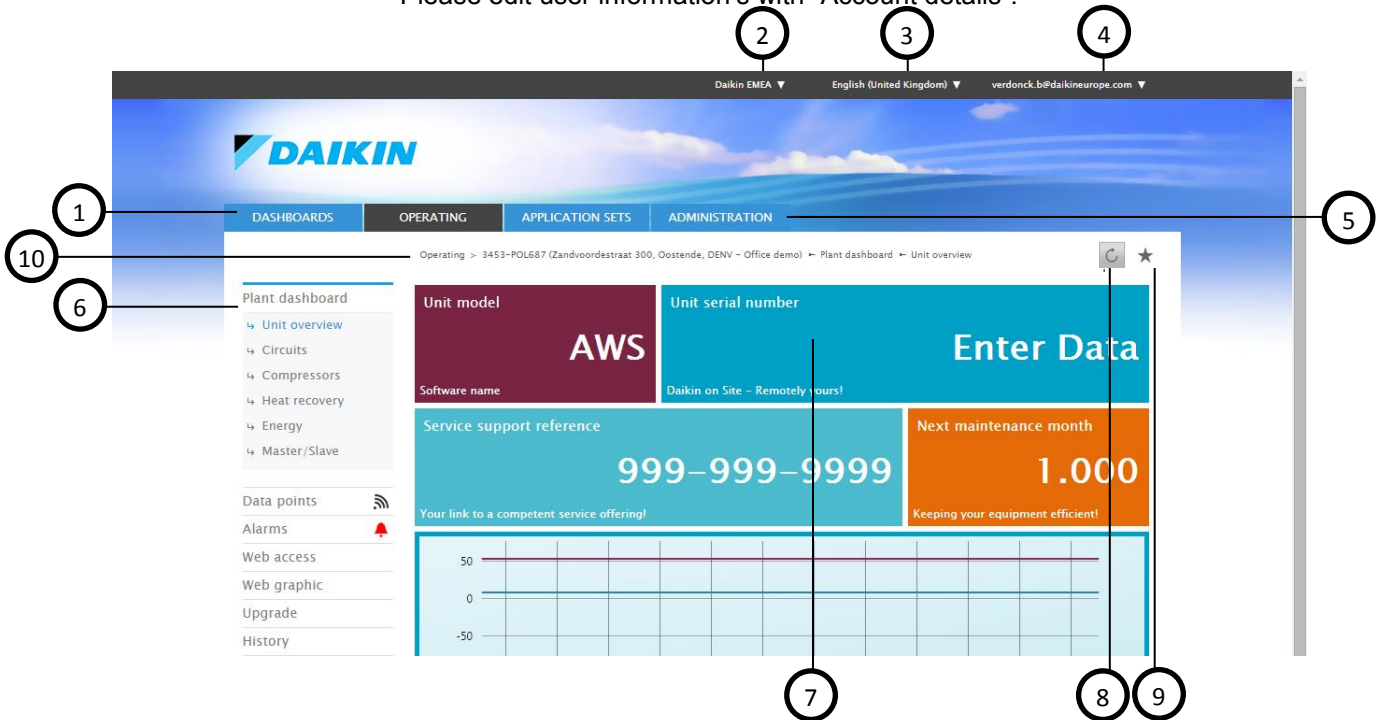 Please edit user information's with "Account details".
2
3
4
Daikin EMEA ▼
English (United Kingdom) ▼
verdonck.b@daikineurope.com ▼
DAIKIN
1
DASHBOARDS
OPERATING
APPLICATION SETS
ADMINISTRATION
5
10
Operating > 3453-POL687 (Zandvoordestraat 300, Oostende, DENV - Office demo) ← Plant dashboard ← Unit overview
6
Plant dashboard
↳ Unit overview
↳ Circuits
↳ Compressors
↳ Heat recovery
↳ Energy
↳ Master/Slave
Data points
Alarms
Web access
Web graphic
Upgrade
History
Unit model
AWS
Software name
Unit serial number
Enter Data
Daikin on Site - Remotely yours!
Service support reference
999-999-9999
Your link to a competent service offering!
Next maintenance month
1.000
Keeping your equipment efficient!
50
0
-50
7
8
9